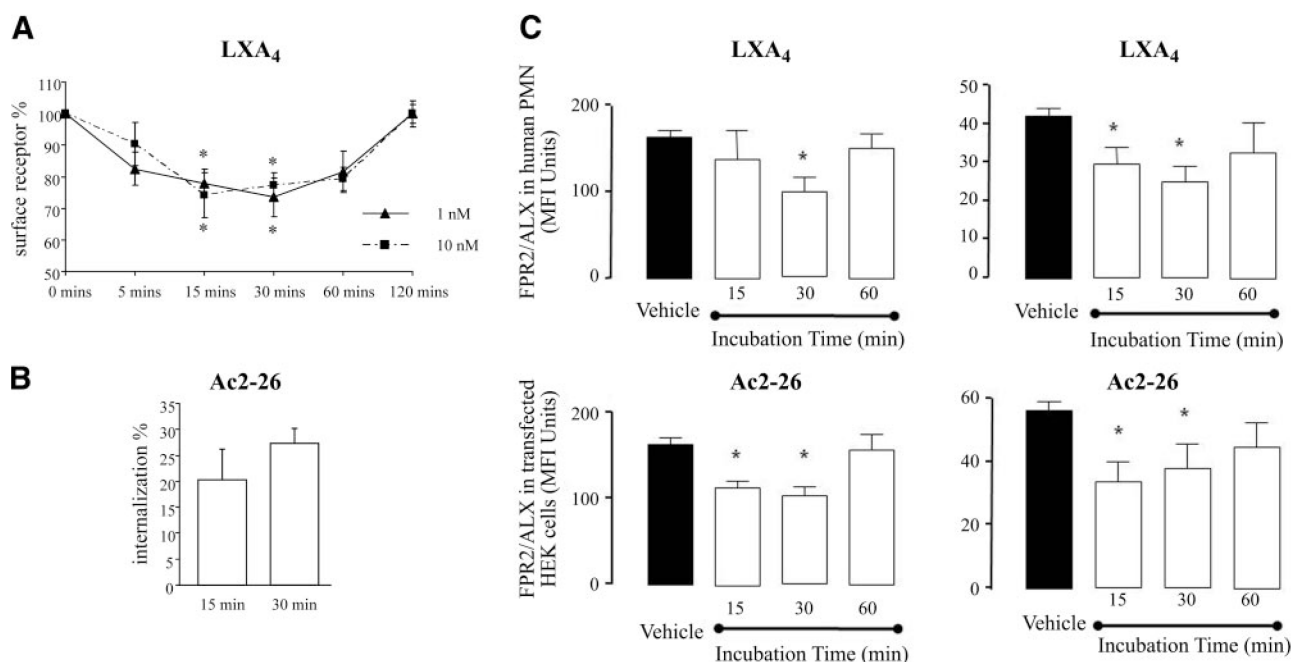 A
LXA4
surface receptor %
110
100
90
80
70
60
50
* *
* *
1 nM
10 nM
0 mins 5 mins 15 mins 30 mins 60 mins 120 mins
B
Ac2-26
internalization %
35
30
25
20
15
10
5
0
15 min 30 min
C
LXA4
FPR2/ALX in human PMN
(MFI Units)
200
100
0
*
15 30 60
Vehicle
Incubation Time (min)
LXA4
50
40
30
20
10
0
* *
15 30 60
Vehicle
Incubation Time (min)
Ac2-26
FPR2/ALX in transfected
HEK cells (MFI Units)
200
100
0
* *
15 30 60
Vehicle
Incubation Time (min)
Ac2-26
60
40
20
0
* *
15 30 60
Vehicle
Incubation Time (min)